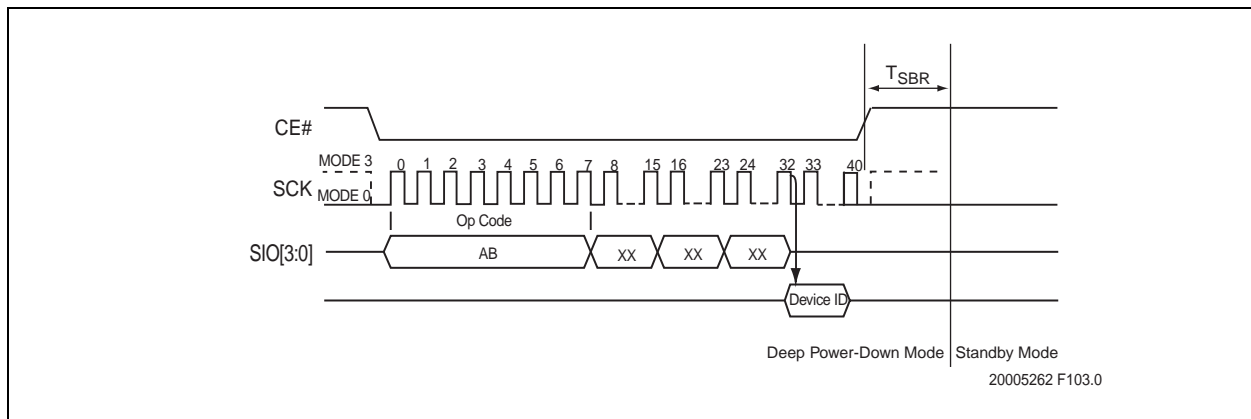 TSBR
CE#
MODE 3
0 1 2 3 4 5 6 7 8 15 16 23 24 32 33 40
SCK
MODE 0
Op Code
SIO[3:0]
AB XX XX XX
Device ID
Deep Power-Down Mode Standby Mode
20005262 F103.0